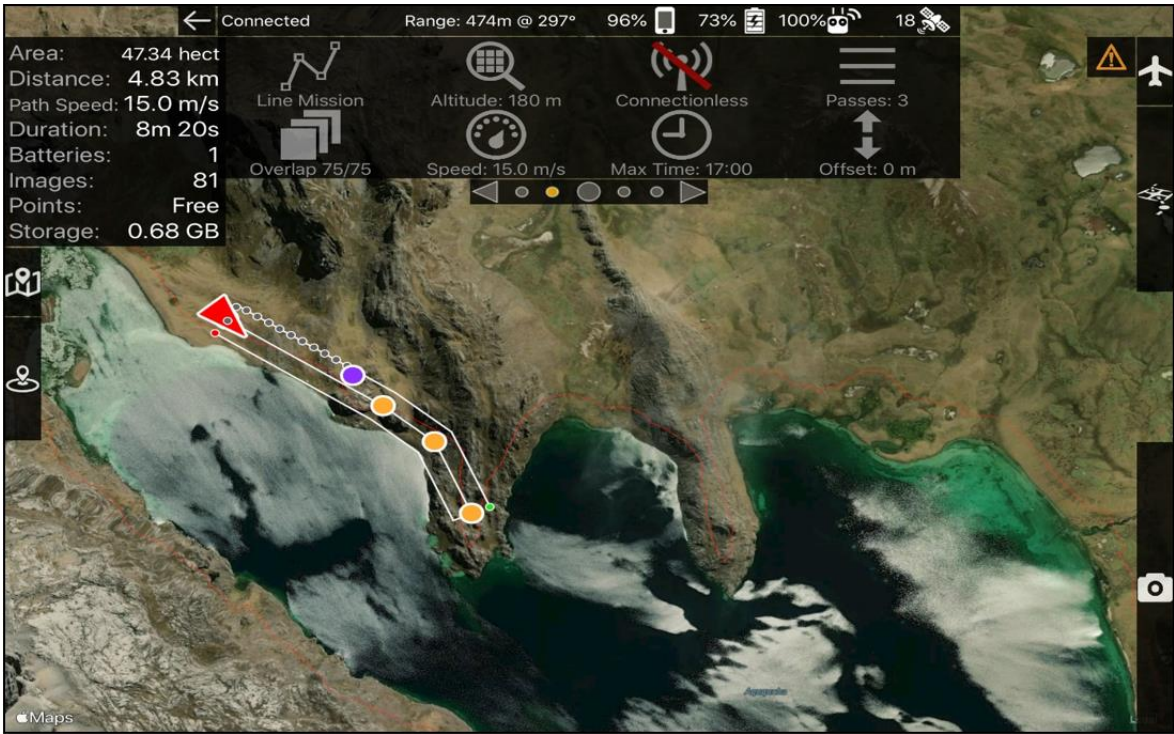 Connected Range: 474m @ 297° 96% 73% 100% 18
Area: 47.34 hect
Distance: 4.83 km
Path Speed: 15.0 m/s
Duration: 8m 20s
Batteries: 1
Images: 81
Points: Free
Storage: 0.68 GB
Line Mission Altitude: 180 m Connectionless Passes: 3
Overlap 75/75 Speed: 15.0 m/s Max Time: 17:00 Offset: 0 m
Maps